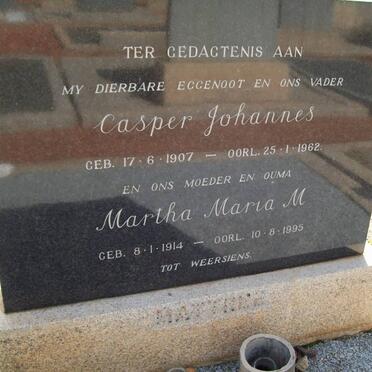 TER GEDAGTENIS AAN
MY DIERBARE EGGENOOT EN ONS VADER
Casper Johannes
GEB. 17·6·1907 — OORL. 25·1·1962.
EN ONS MOEDER EN OUMA
Martha Maria M
GEB. 8·1·1914 — OORL. 10·8·1995
TOT WEERSIENS.